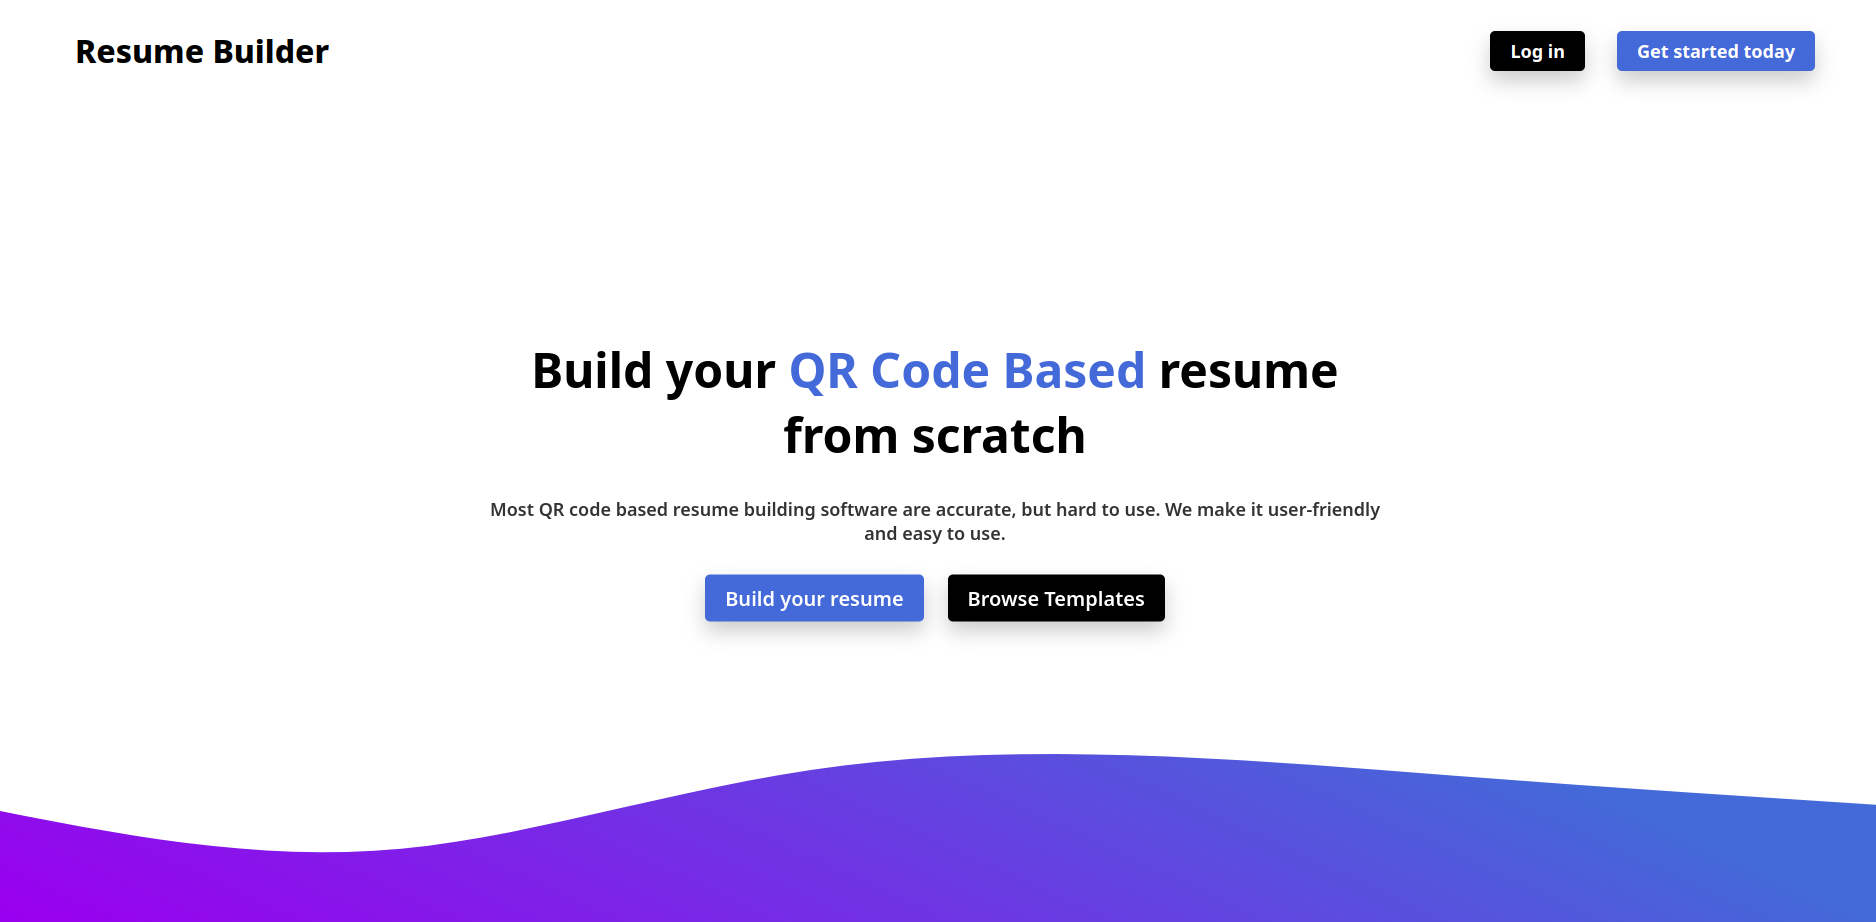 Resume Builder
Log in
Get started today
Build your QR Code Based resume
from scratch
Most QR code based resume building software are accurate, but hard to use. We make it user-friendly
and easy to use.
Build your resume
Browse Templates